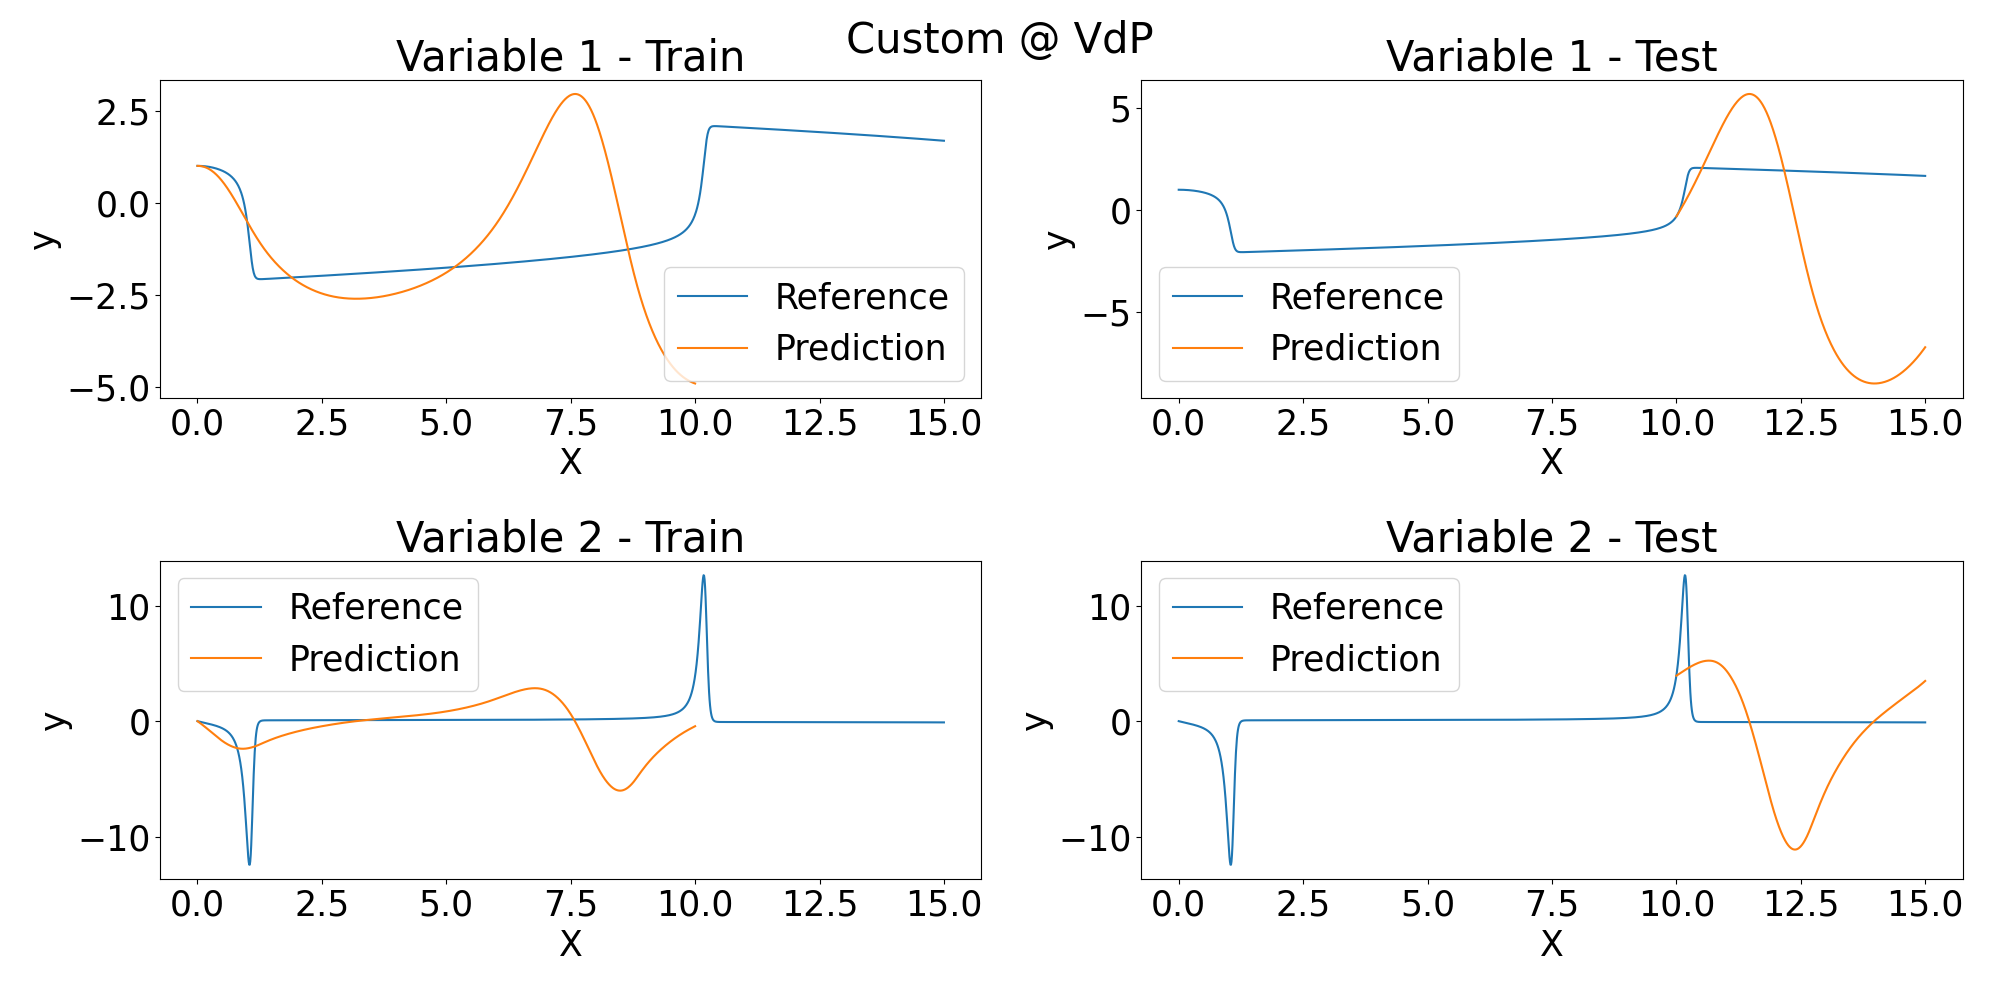 Custom @ VdP
Variable 1 - Train
2.5
0.0
−2.5
−5.0
y
Reference
Prediction
0.0 2.5 5.0 7.5 10.0 12.5 15.0
X
Variable 1 - Test
5
0
−5
y
Reference
Prediction
0.0 2.5 5.0 7.5 10.0 12.5 15.0
X
Variable 2 - Train
10
0
−10
y
Reference
Prediction
0.0 2.5 5.0 7.5 10.0 12.5 15.0
X
Variable 2 - Test
10
0
−10
y
Reference
Prediction
0.0 2.5 5.0 7.5 10.0 12.5 15.0
X